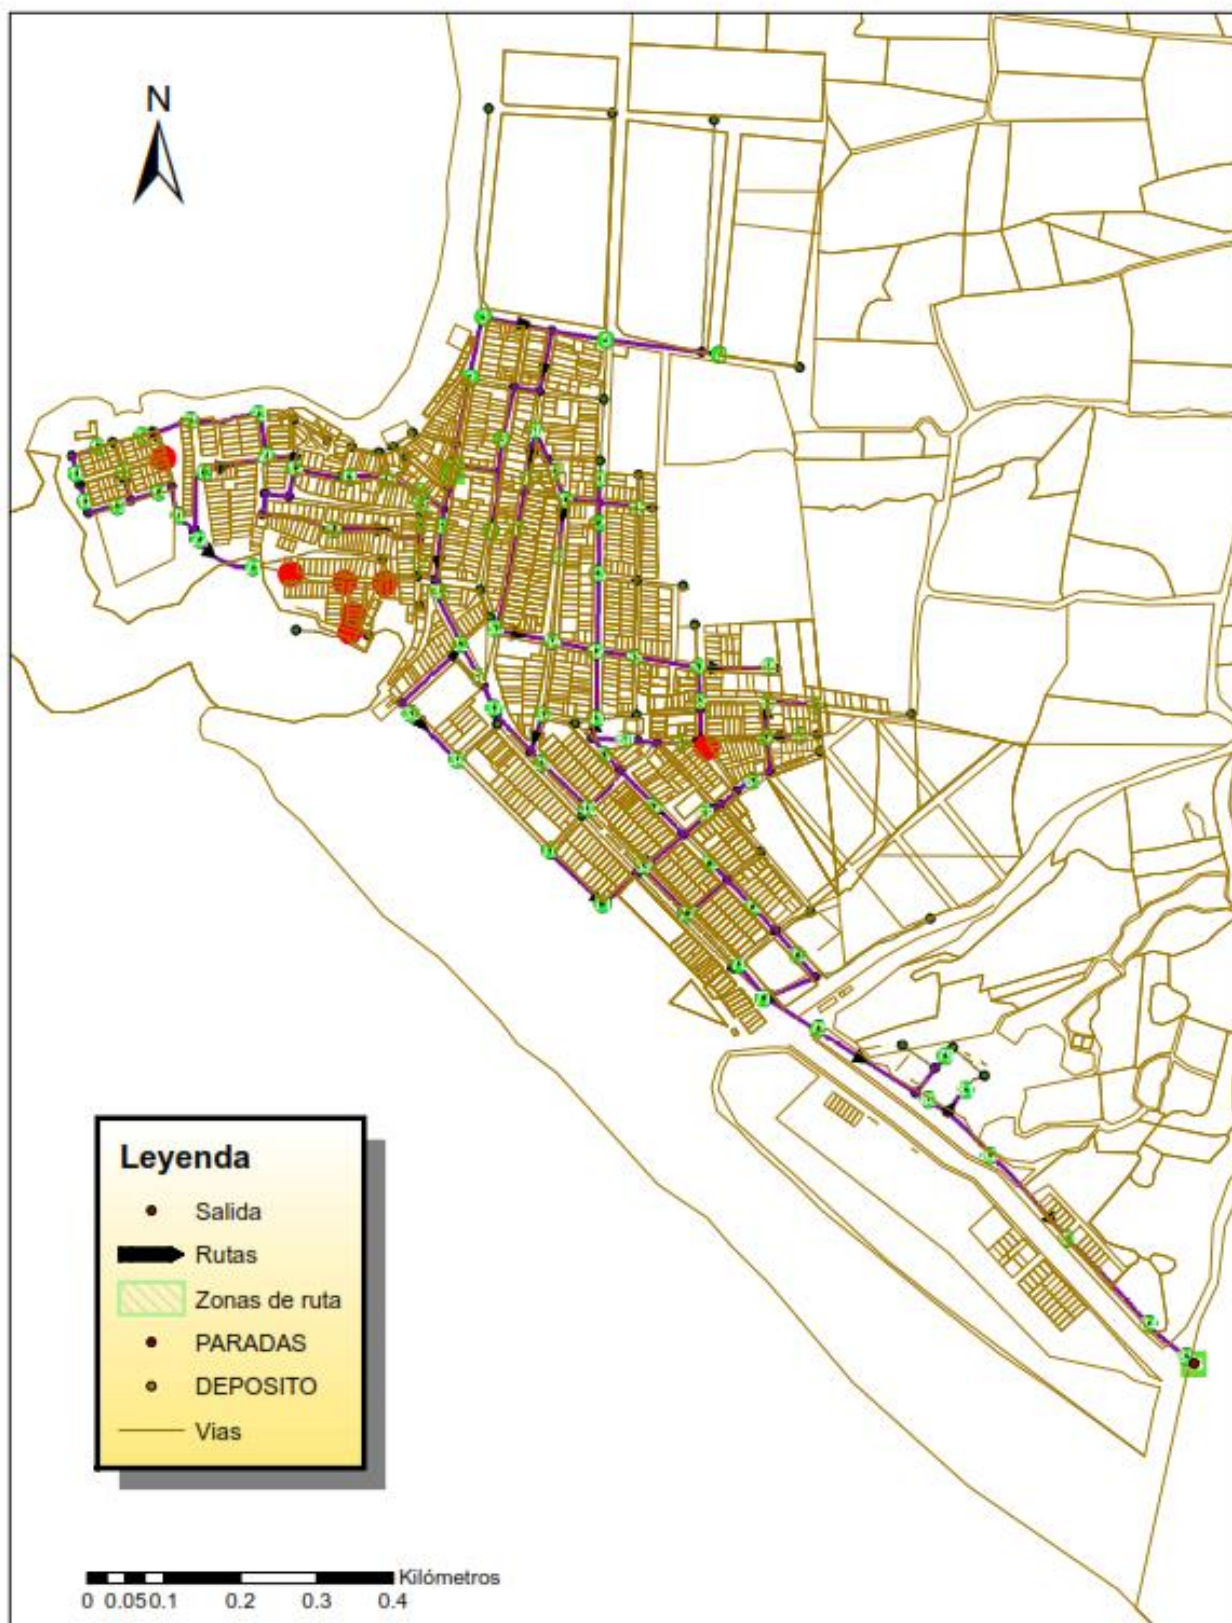 N
Leyenda
Salida
Rutas
Zonas de ruta
PARADAS
DEPOSITO
Vias
Kilómetros
0 0.050.1 0.2 0.3 0.4